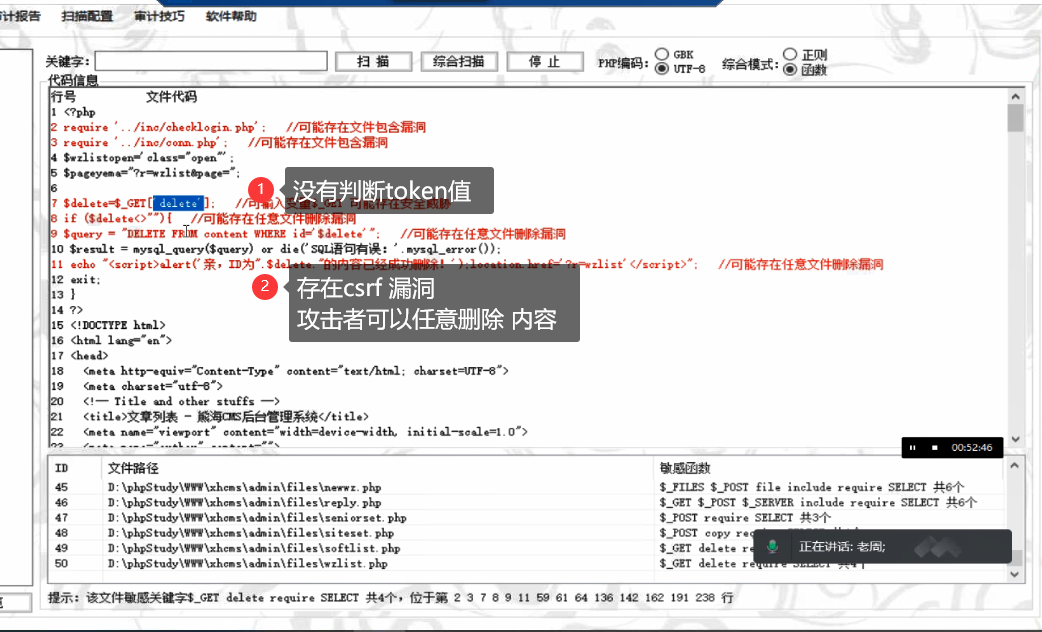 计报告 扫描配置 审计技巧 软件帮助
关键字: 扫 描 综合扫描 停 止 PHP编码: GBK UTF-8 综合模式: 正则 函数
代码信息
行号 文件代码
1 <?php
2 require '../inc/checklogin.php'; //可能存在文件包含漏洞
3 require '../inc/conn.php'; //可能存在文件包含漏洞
4 $wzlistopen='class="open"';
5 $pageyema="?r=wzlist&page=";
6
7 $delete=$_GET['delete'];
1 没有判断token值
8 if ($delete<>""){ //可能存在任意文件删除漏洞
9 $query = "DELETE FROM content WHERE id='$delete'"; //可能存在任意文件删除漏洞
10 $result = mysql_query($query) or die('SQL语句有误：'.mysql_error());
11 echo "<script>alert('亲，ID为".$delete."的内容已经成功删除！');location.href='?r=wzlist'</script>"; //可能存在任意文件删除漏洞
12 exit;
2 存在csrf 漏洞
攻击者可以任意删除 内容
13 }
14 ?>
15 <!DOCTYPE html>
16 <html lang="en">
17 <head>
18 <meta http-equiv="Content-Type" content="text/html; charset=UTF-8">
19 <meta charset="utf-8">
20 <!-- Title and other stuffs -->
21 <title>文章列表 - 熊海CMS后台管理系统</title>
22 <meta name="viewport" content="width=device-width, initial-scale=1.0">
00:52:46
ID 文件路径 敏感函数
45 D:\phpStudy\WWW\xhcms\admin\files\newwz.php $_FILES $_POST file include require SELECT 共6个
46 D:\phpStudy\WWW\xhcms\admin\files\reply.php $_GET $_POST $_SERVER include require SELECT 共6个
47 D:\phpStudy\WWW\xhcms\admin\files\seniorset.php $_POST require SELECT 共3个
48 D:\phpStudy\WWW\xhcms\admin\files\siteset.php $_POST copy
49 D:\phpStudy\WWW\xhcms\admin\files\softlist.php $_GET delete
正在讲话: 老周;
50 D:\phpStudy\WWW\xhcms\admin\files\wzlist.php $_GET delete require SELECT 共4个
提示：该文件敏感关键字$_GET delete require SELECT 共4个，位于第 2 3 7 8 9 11 59 61 64 136 142 162 191 238 行